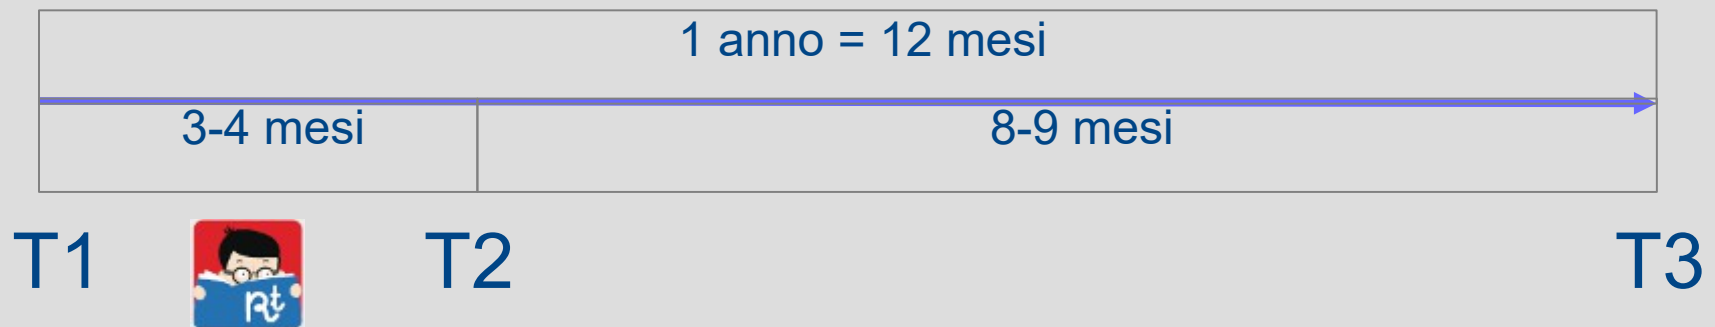 1 anno = 12 mesi
3-4 mesi 8-9 mesi
T1 Rt T2 T3